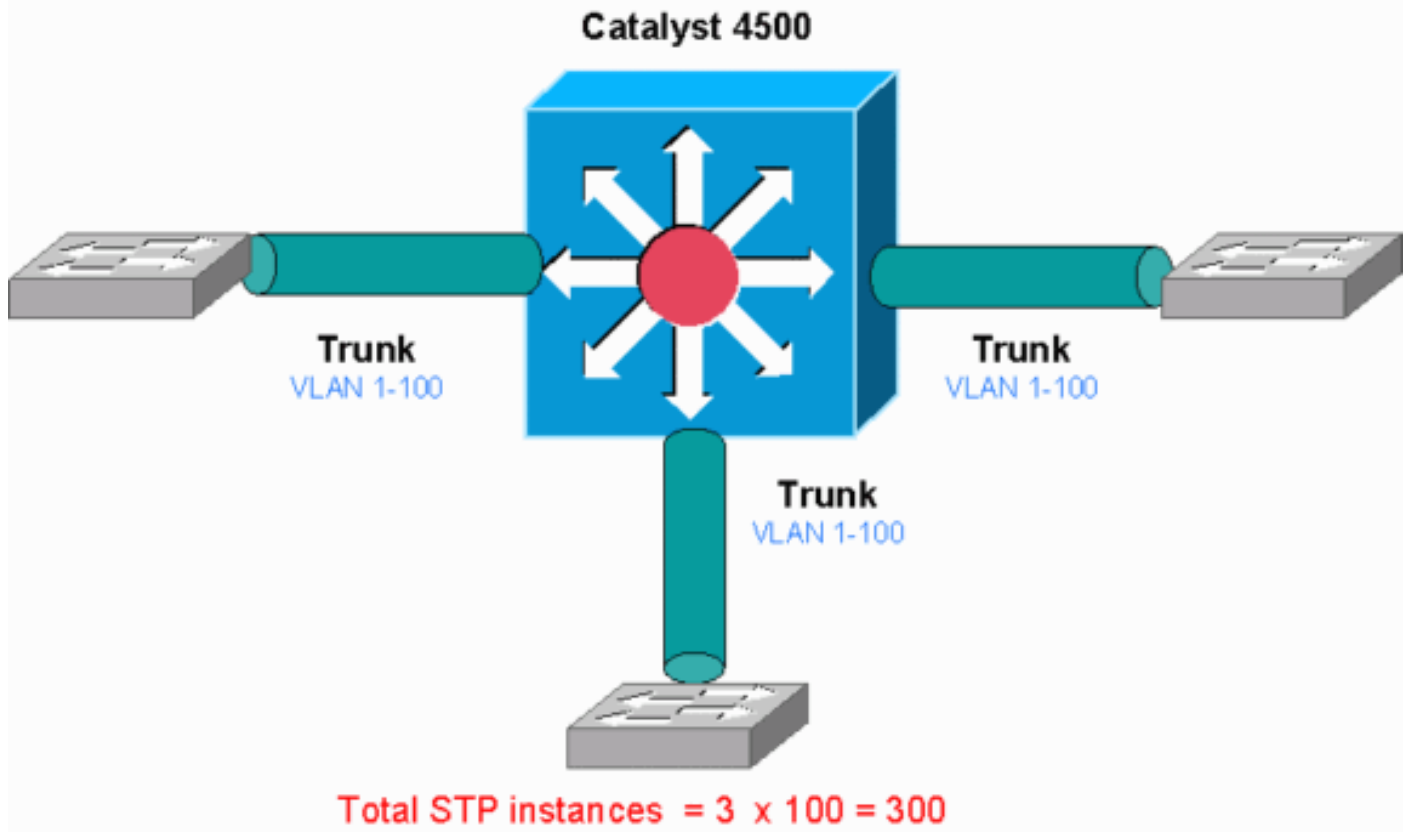 Catalyst 4500
Trunk
VLAN 1-100
Trunk
VLAN 1-100
Trunk
VLAN 1-100
Total STP instances = 3 x 100 = 300